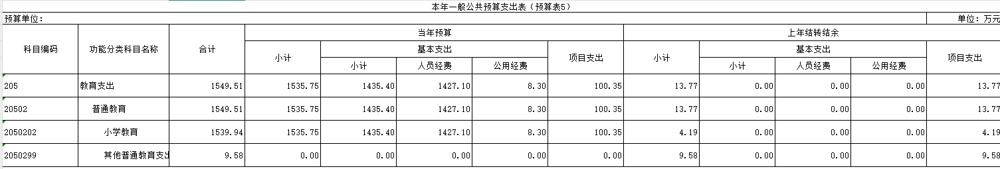 本年一般公共预算支出表（预算表5）
预算单位： 单位：万元
科目编码 功能分类科目名称 合计 当年预算 上年结转结余
小计 基本支出 项目支出 小计 基本支出 项目支出
小计 人员经费 公用经费 小计 人员经费 公用经费
205 教育支出 1549.51 1535.75 1435.40 1427.10 8.30 100.35 13.77 0.00 0.00 0.00 13.77
20502 普通教育 1549.51 1535.75 1435.40 1427.10 8.30 100.35 13.77 0.00 0.00 0.00 13.77
2050202 小学教育 1539.94 1535.75 1435.40 1427.10 8.30 100.35 4.19 0.00 0.00 0.00 4.19
2050299 其他普通教育支出 9.58 0.00 0.00 0.00 0.00 0.00 9.58 0.00 0.00 0.00 9.58